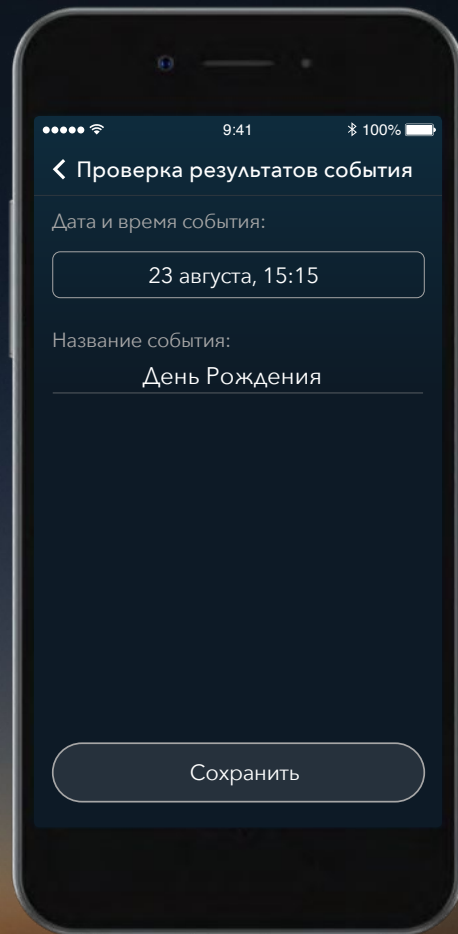 9:41
100%
Проверка результатов события
Дата и время события:
23 августа, 15:15
Название события:
День Рождения
Сохранить